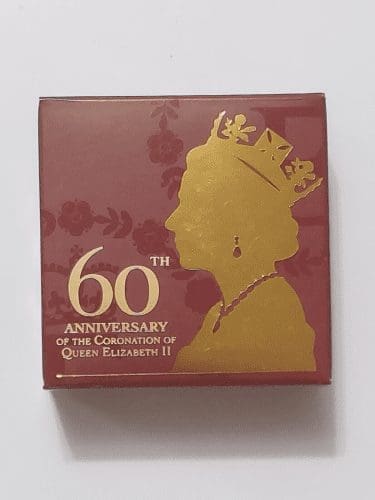 60TH
ANNIVERSARY
OF THE CORONATION OF
QUEEN ELIZABETH II